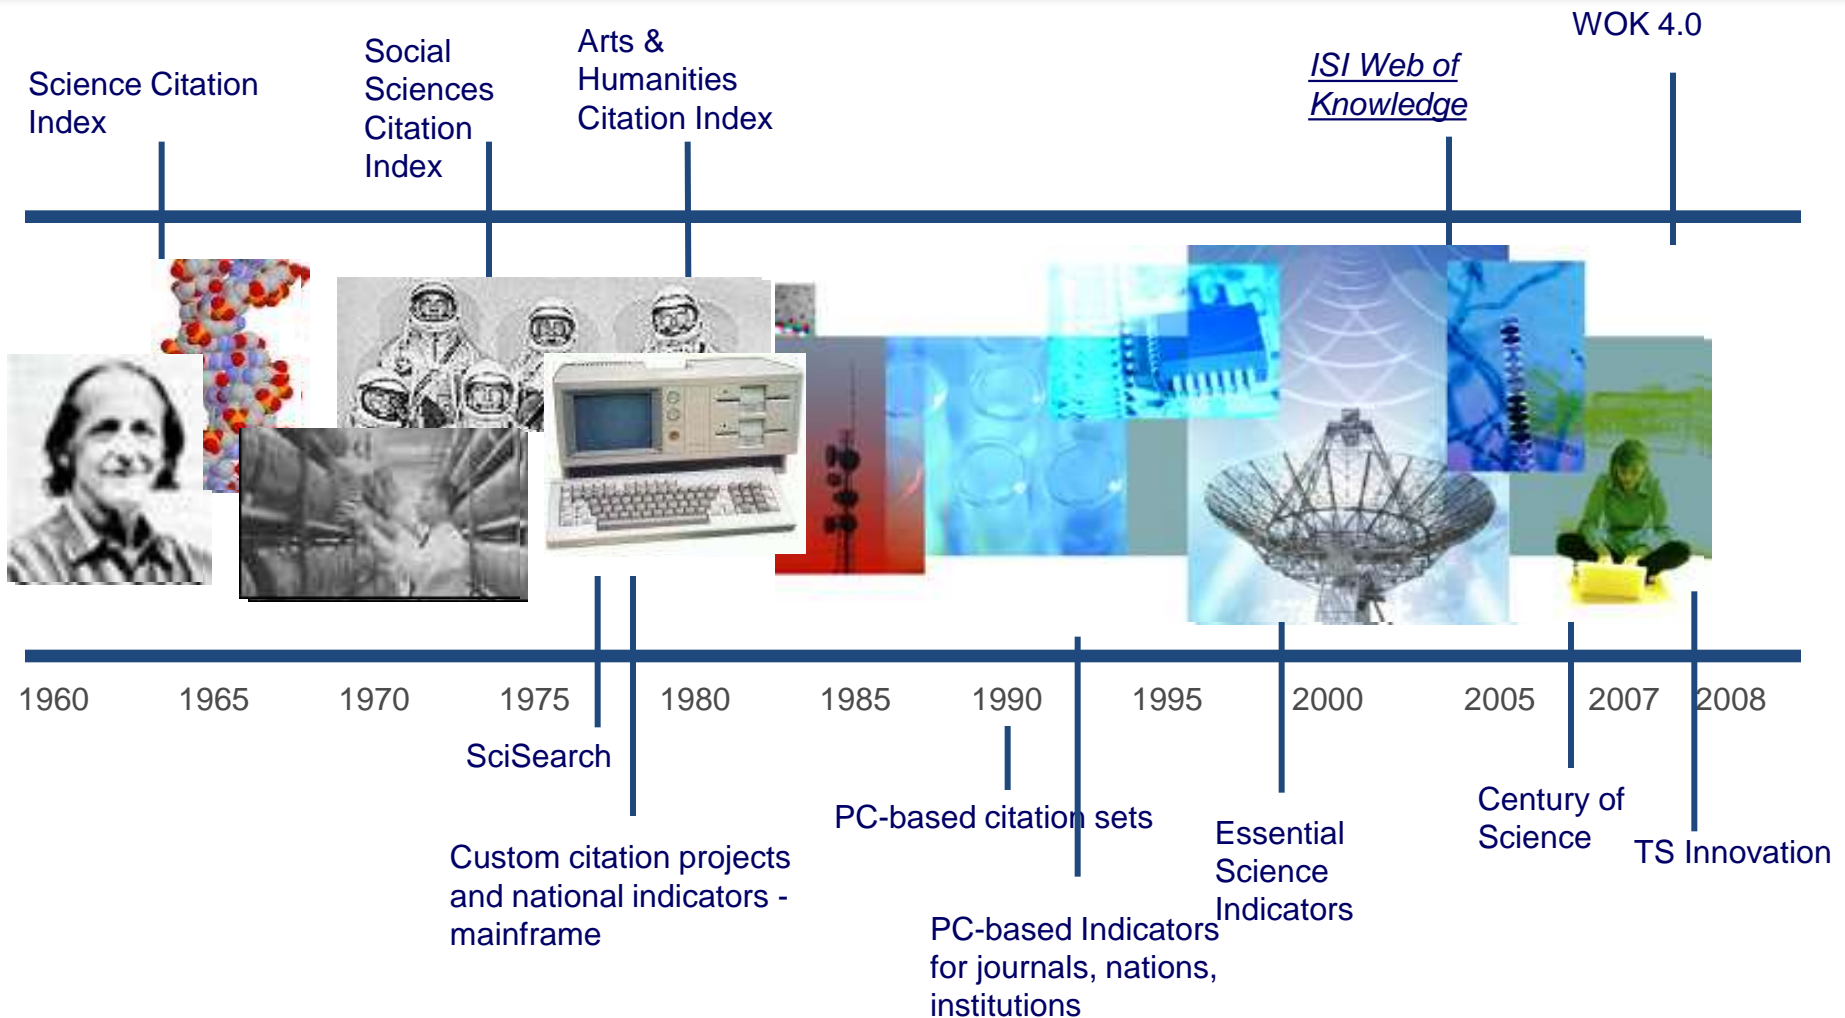 Science Citation
Index
Social
Sciences
Citation
Index
Arts &
Humanities
Citation Index
ISI Web of
Knowledge
WOK 4.0
1960 1965 1970 1975 1980 1985 1990 1995 2000 2005 2007 2008
SciSearch
Custom citation projects
and national indicators -
mainframe
PC-based citation sets
PC-based Indicators
for journals, nations,
institutions
Essential
Science
Indicators
Century of
Science
TS Innovation